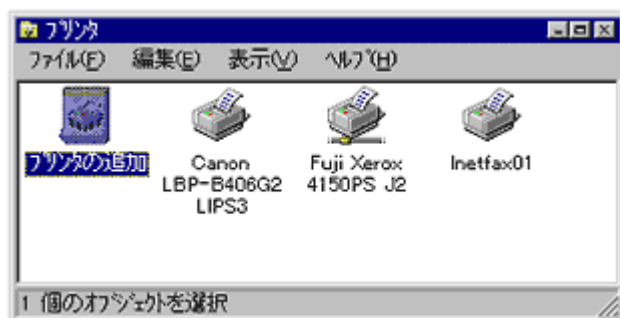 プリンタ
ファイル(F) 編集(E) 表示(V) ヘルプ(H)
プリンタの追加
Canon
LBP-B406G2
LIPS3
Fuji Xerox
4150PS J2
Inetfax01
1 個のオブジェクトを選択